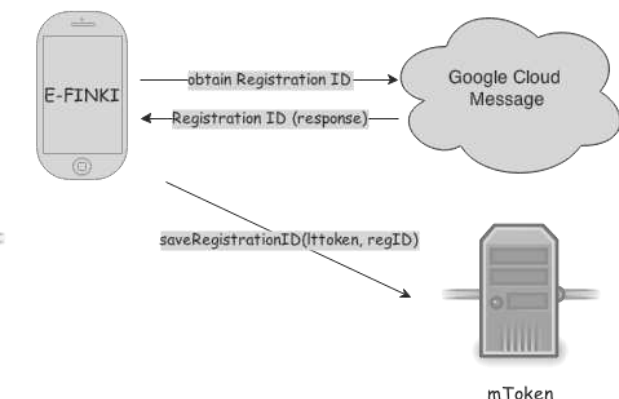 E-FINKI
obtain Registration ID
Registration ID (response)
Google Cloud
Message
saveRegistrationID(lttoken, regID)
mToken